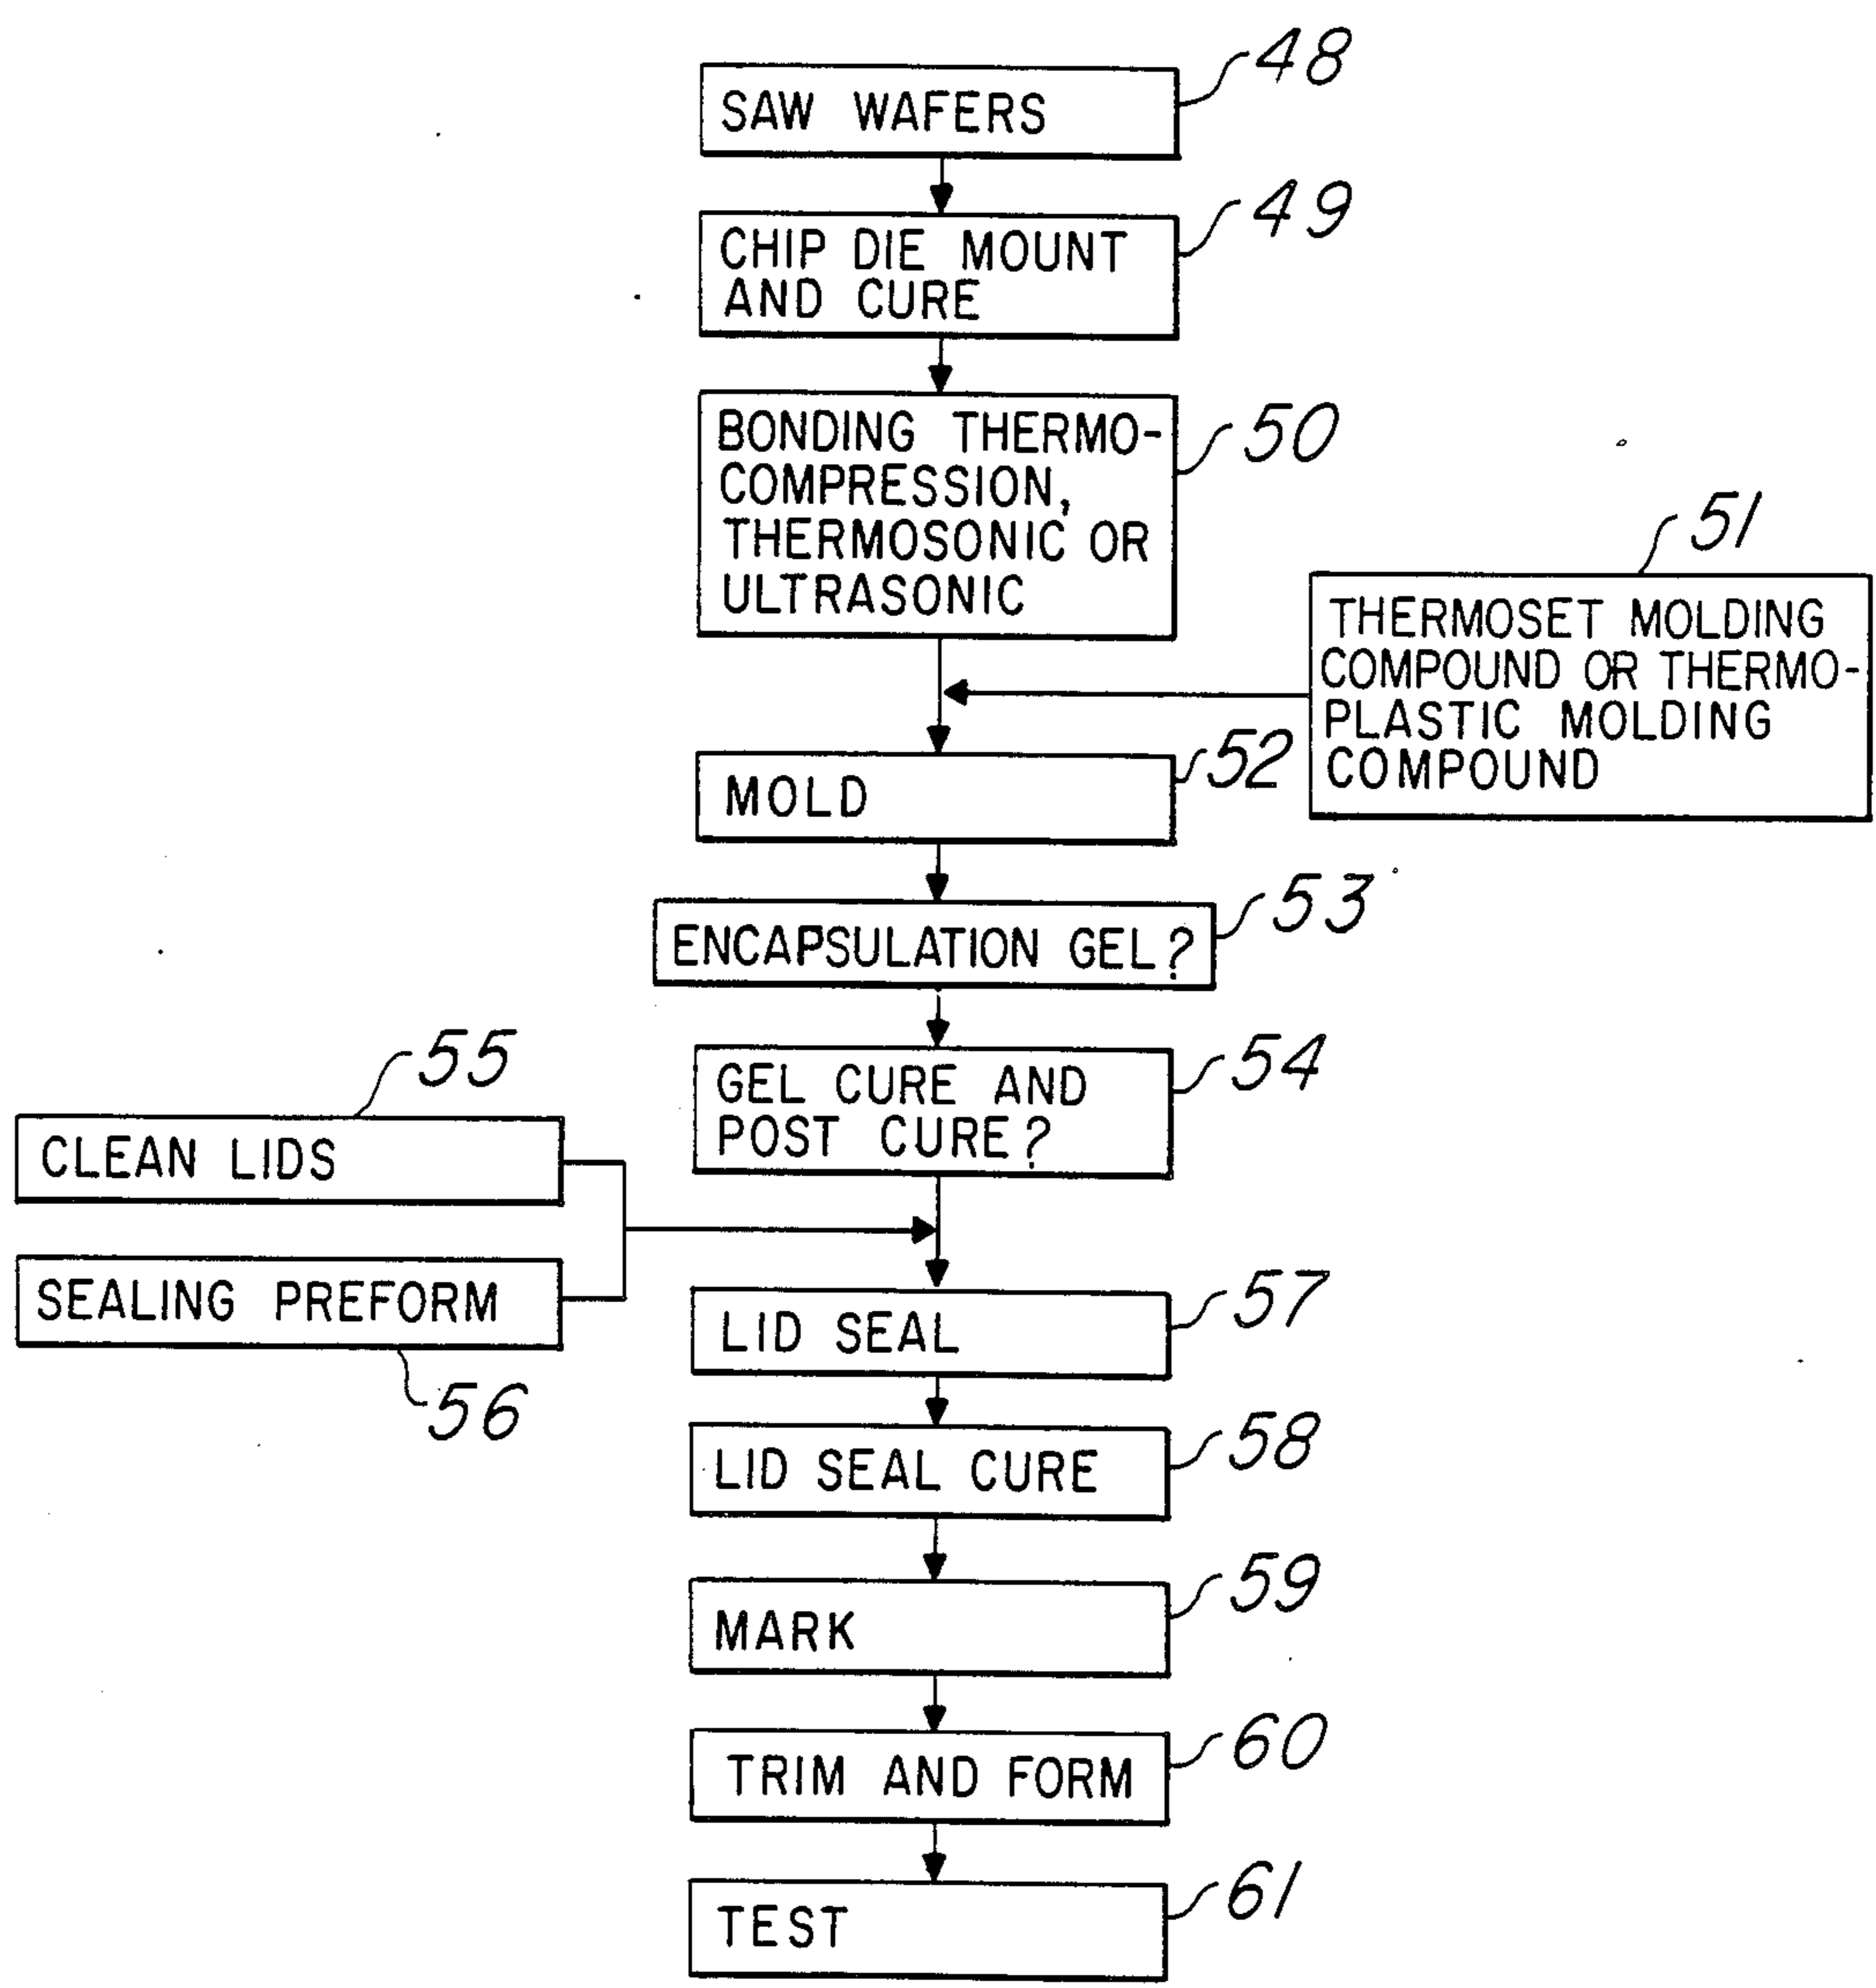 48
SAW WAFERS
49
CHIP DIE MOUNT
AND CURE
50
BONDING THERMO-
COMPRESSION,
THERMOSONIC OR
ULTRASONIC
51
THERMOSET MOLDING
COMPOUND OR THERMO-
PLASTIC MOLDING
COMPOUND
52
MOLD
53
ENCAPSULATION GEL?
54
GEL CURE AND
POST CURE?
55
CLEAN LIDS
SEALING PREFORM
56
57
LID SEAL
58
LID SEAL CURE
59
MARK
60
TRIM AND FORM
61
TEST